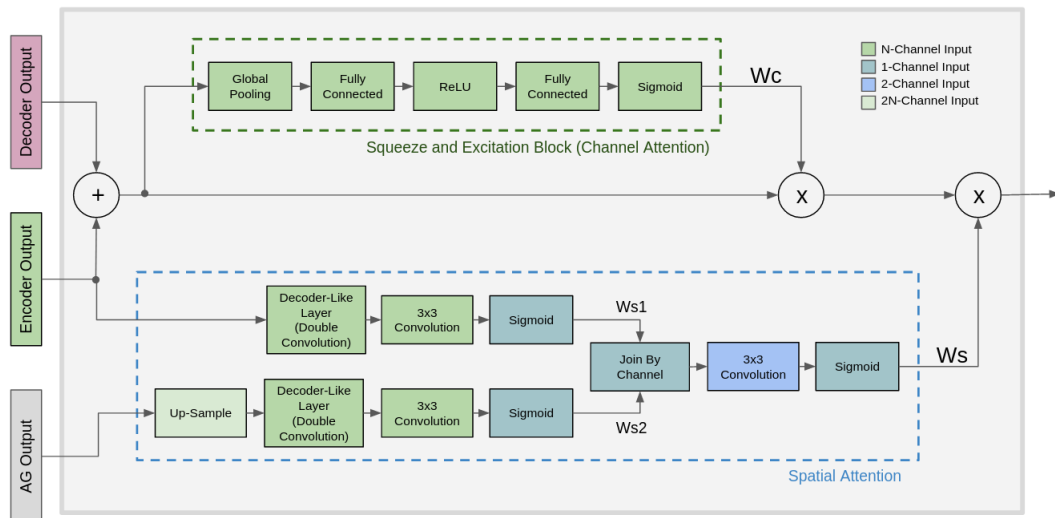 Decoder Output
Encoder Output
AG Output
Global
Pooling
Fully
Connected
ReLU
Fully
Connected
Sigmoid
Wc
Squeeze and Excitation Block (Channel Attention)
N-Channel Input
1-Channel Input
2-Channel Input
2N-Channel Input
+
x
x
Decoder-Like
Layer
(Double
Convolution)
3x3
Convolution
Sigmoid
Ws1
Join By
Channel
3x3
Convolution
Sigmoid
Ws
Up-Sample
Decoder-Like
Layer
(Double
Convolution)
3x3
Convolution
Sigmoid
Ws2
Spatial Attention